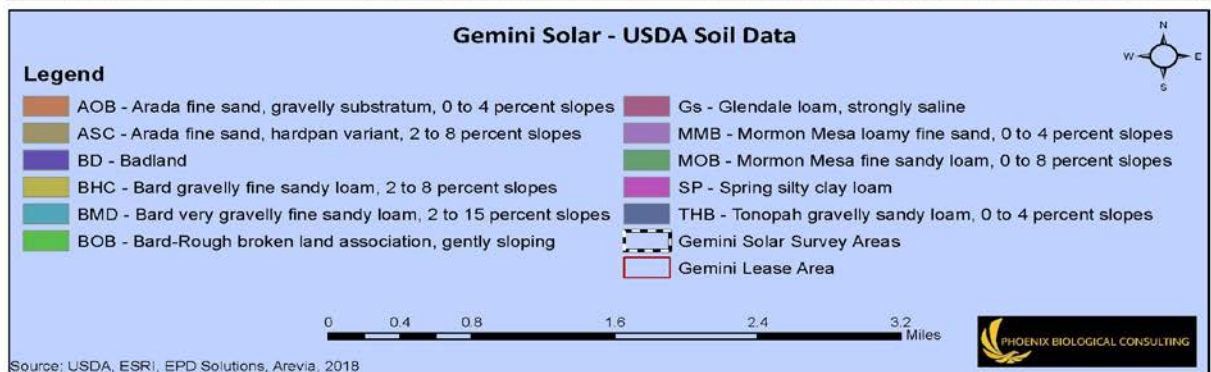 Gemini Solar - USDA Soil Data
N
W E
S
Legend
AOB - Arada fine sand, gravelly substratum, 0 to 4 percent slopes
ASC - Arada fine sand, hardpan variant, 2 to 8 percent slopes
BD - Badland
BHC - Bard gravelly fine sandy loam, 2 to 8 percent slopes
BMD - Bard very gravelly fine sandy loam, 2 to 15 percent slopes
BOB - Bard-Rough broken land association, gently sloping
Gs - Glendale loam, strongly saline
MMB - Mormon Mesa loamy fine sand, 0 to 4 percent slopes
MOB - Mormon Mesa fine sandy loam, 0 to 8 percent slopes
SP - Spring silty clay loam
THB - Tonopah gravelly sandy loam, 0 to 4 percent slopes
Gemini Solar Survey Areas
Gemini Lease Area
0 0.4 0.8 1.6 2.4 3.2
Miles
PHOENIX BIOLOGICAL CONSULTING
Source: USDA, ESRI, EPD Solutions, Arevia, 2018